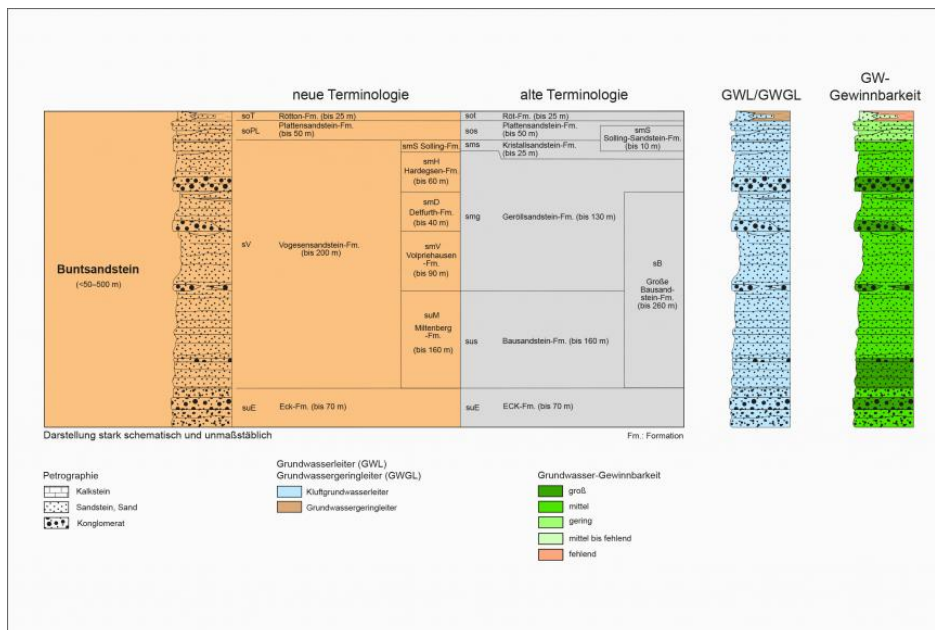 neue Terminologie
alte Terminologie
GWL/GWGL
GW-
Gewinnbarkeit
Buntsandstein
(<50–500 m)
soT
Rötton-Fm. (bis 25 m)
soPL
Plattensandstein-Fm.
(bis 50 m)
sV
Vogesensandstein-Fm.
(bis 200 m)
smS Solling-Fm.
smH
Hardegsen-Fm.
(bis 60 m)
smD
Detfurth-Fm.
(bis 40 m)
smV
Volpriehausen
-Fm.
(bis 90 m)
suM
Miltenberg-
Fm.
(bis 160 m)
suE
Eck-Fm. (bis 70 m)
sot
Röt-Fm. (bis 25 m)
sos
Plattensandstein-Fm.
(bis 50 m)
smS
Solling-Sandstein-Fm.
(bis 10 m)
sms
Kristallsandstein-Fm.
(bis 25 m)
smg
Geröllsandstein-Fm. (bis 130 m)
sB
Große
Bausand-
stein-Fm.
(bis 260 m)
sus
Bausandstein-Fm. (bis 160 m)
suE
ECK-Fm. (bis 70 m)
Darstellung stark schematisch und unmaßstäblich
Fm.: Formation
Petrographie
Kalkstein
Sandstein, Sand
Konglomerat
Grundwasserleiter (GWL)
Grundwassergeringleiter (GWGL)
Kluftgrundwasserleiter
Grundwassergeringleiter
Grundwasser-Gewinnbarkeit
groß
mittel
gering
mittel bis fehlend
fehlend